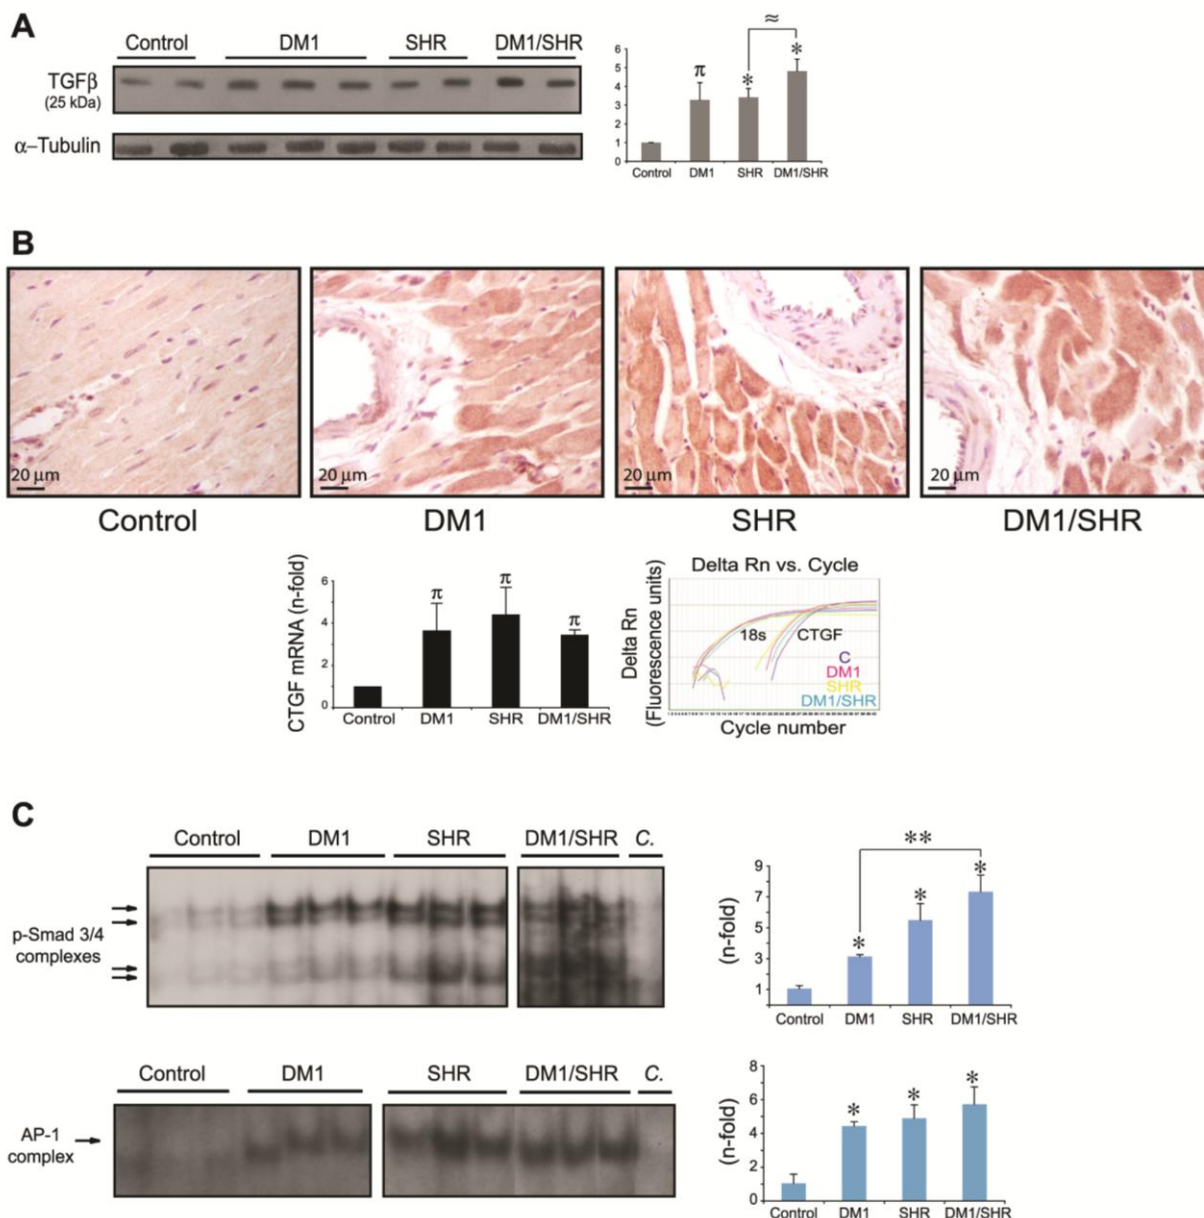 A
Control DM1 SHR DM1/SHR
TGFβ
(25 kDa)
α–Tubulin
≈
π * *
6
5
4
3
2
1
0
Control DM1 SHR DM1/SHR
B
20 μm 20 μm 20 μm 20 μm
Control DM1 SHR DM1/SHR
CTGF mRNA (n-fold)
6
4
2
0
π π π
Control DM1 SHR DM1/SHR
Delta Rn vs. Cycle
Delta Rn
(Fluorescence units)
18s CTGF
C
DM1
SHR
DM1/SHR
Cycle number
C
Control DM1 SHR DM1/SHR C.
p-Smad 3/4
complexes
**
* * *
(n-fold)
9
7
5
3
1
Control DM1 SHR DM1/SHR
Control DM1 SHR DM1/SHR C.
AP-1
complex
* * *
(n-fold)
8
6
4
2
0
Control DM1 SHR DM1/SHR